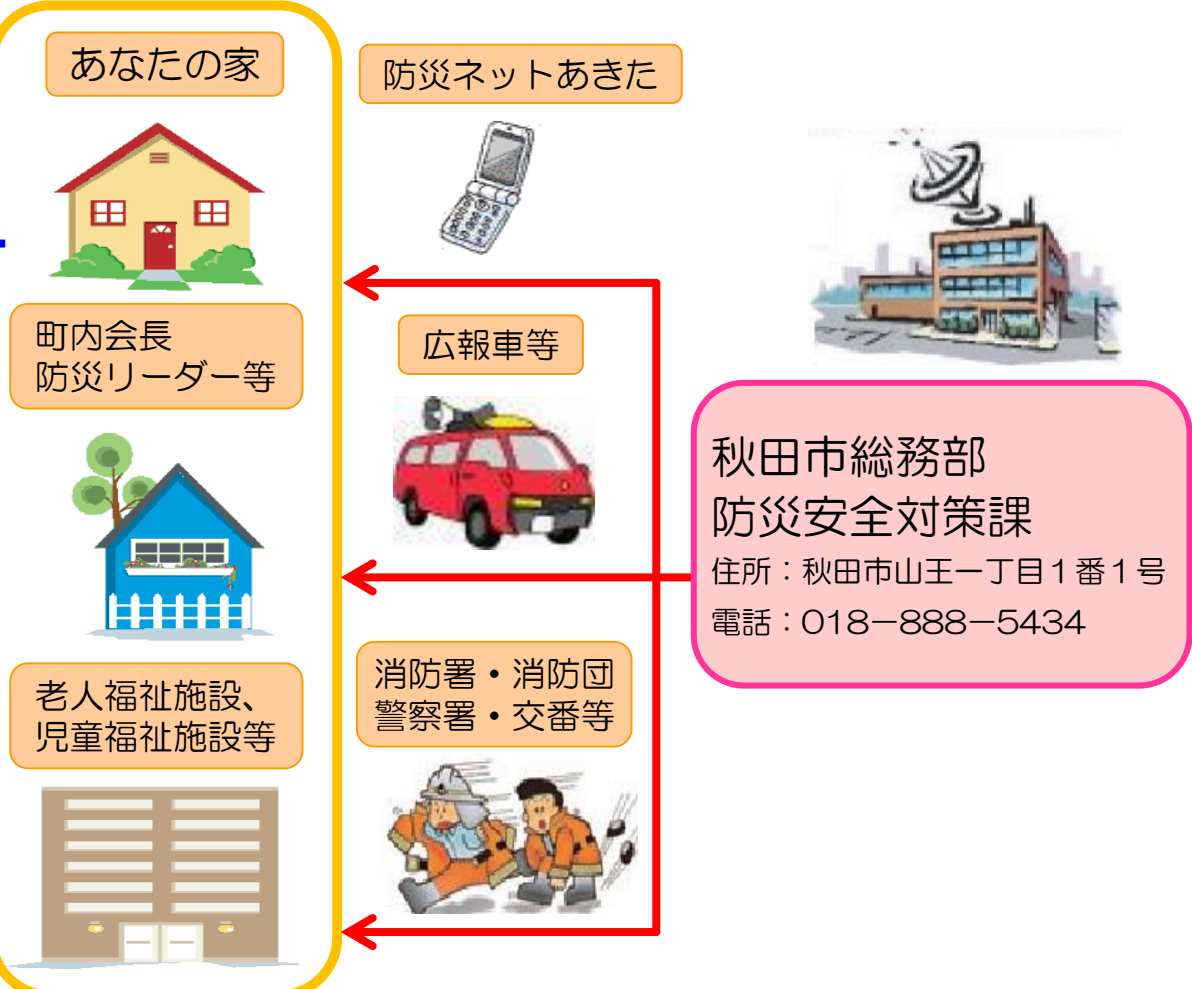 あなたの家
町内会長
防災リーダー等
老人福祉施設、
児童福祉施設等
防災ネットあきた
広報車等
消防署・消防団
警察署・交番等
秋田市総務部
防災安全対策課
住所：秋田市山王一丁目１番１号
電話：018－888－5434